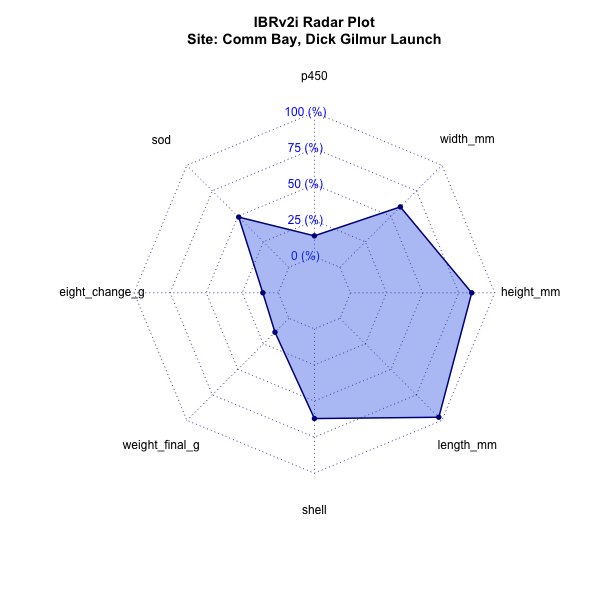 IBRv2i Radar Plot
Site: Comm Bay, Dick Gilmur Launch
p450
100 (%)
sod
width_mm
75 (%)
50 (%)
25 (%)
0 (%)
eight_change_g
height_mm
weight_final_g
length_mm
shell